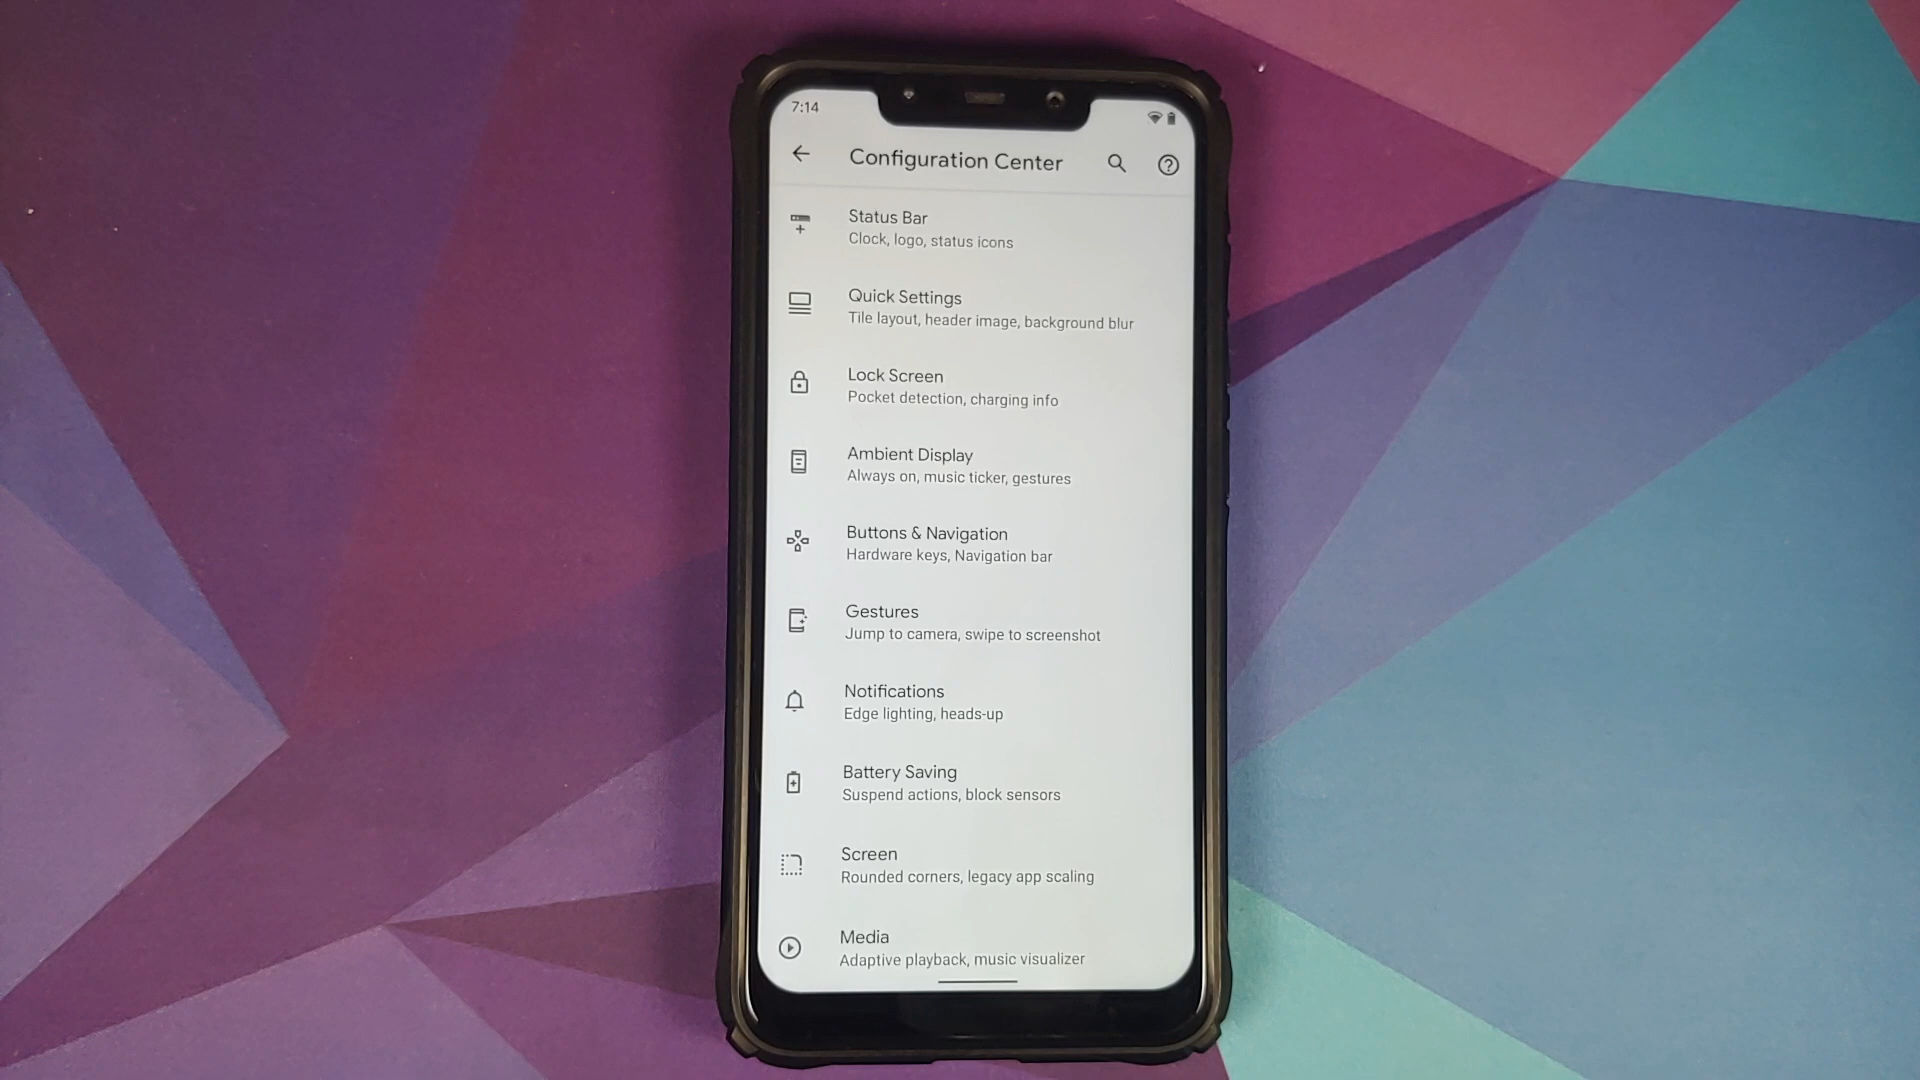 7:14
Configuration Center
Status Bar
Clock, logo, status icons
Quick Settings
Tile layout, header image, background blur
Lock Screen
Pocket detection, charging info
Ambient Display
Always on, music ticker, gestures
Buttons & Navigation
Hardware keys, Navigation bar
Gestures
Jump to camera, swipe to screenshot
Notifications
Edge lighting, heads-up
Battery Saving
Suspend actions, block sensors
Screen
Rounded corners, legacy app scaling
Media
Adaptive playback, music visualizer